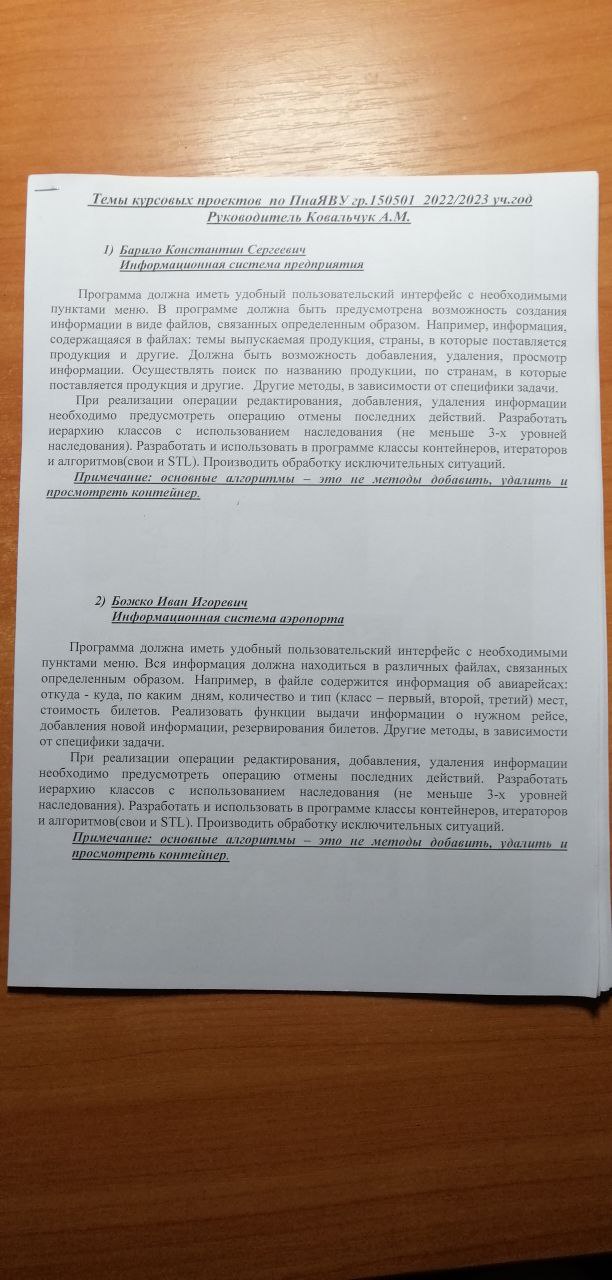 Темы курсовых проектов по ПнаЯВУ гр.150501 2022/2023 уч.год
Руководитель Ковальчук А.М.
1) Барило Константин Сергеевич
Информационная система предприятия
Программа должна иметь удобный пользовательский интерфейс с необходимыми
пунктами меню. В программе должна быть предусмотрена возможность создания
информации в виде файлов, связанных определенным образом. Например, информация,
содержащаяся в файлах: темы выпускаемая продукция, страны, в которые поставляется
продукция и другие. Должна быть возможность добавления, удаления, просмотр
информации. Осуществлять поиск по названию продукции, по странам, в которые
поставляется продукция и другие. Другие методы, в зависимости от специфики задачи.
При реализации операции редактирования, добавления, удаления информации
необходимо предусмотреть операцию отмены последних действий. Разработать
иерархию классов с использованием наследования (не меньше 3-х уровней
наследования). Разработать и использовать в программе классы контейнеров, итераторов
и алгоритмов(свои и STL). Производить обработку исключительных ситуаций.
Примечание: основные алгоритмы – это не методы добавить, удалить и
просмотреть контейнер.
2) Божко Иван Игоревич
Информационная система аэропорта
Программа должна иметь удобный пользовательский интерфейс с необходимыми
пунктами меню. Вся информация должна находиться в различных файлах, связанных
определенным образом. Например, в файле содержится информация об авиарейсах:
откуда - куда, по каким дням, количество и тип (класс – первый, второй, третий) мест,
стоимость билетов. Реализовать функции выдачи информации о нужном рейсе,
добавления новой информации, резервирования билетов. Другие методы, в зависимости
от специфики задачи.
При реализации операции редактирования, добавления, удаления информации
необходимо предусмотреть операцию отмены последних действий. Разработать
иерархию классов с использованием наследования (не меньше 3-х уровней
наследования). Разработать и использовать в программе классы контейнеров, итераторов
и алгоритмов(свои и STL). Производить обработку исключительных ситуаций.
Примечание: основные алгоритмы – это не методы добавить, удалить и
просмотреть контейнер.